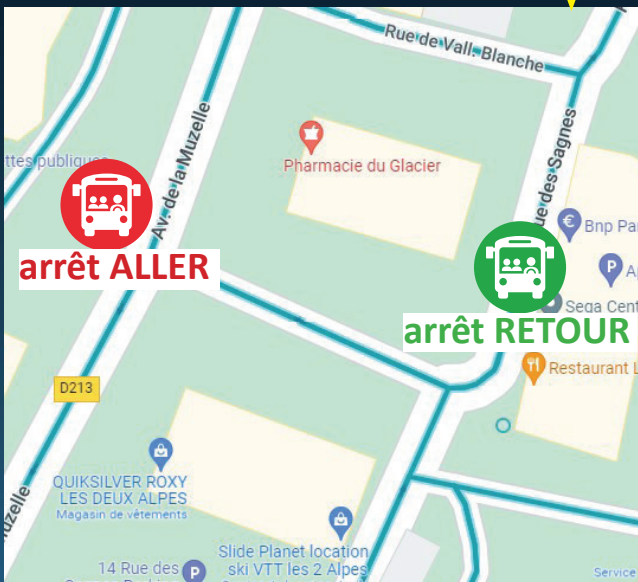 Rue de Vall. Blanche
Av. de la Muzelle
Pharmacie du Glacier
ue des Sagnes
ttes publiques
Bnp Pa
arrêt ALLER
Sega Cent
arrêt RETOUR
Restaurant L
D213
QUIKSILVER ROXY
LES DEUX ALPES
Magasin de vêtements
uzelle
Slide Planet location
ski VTT les 2 Alpes
14 Rue des
Service